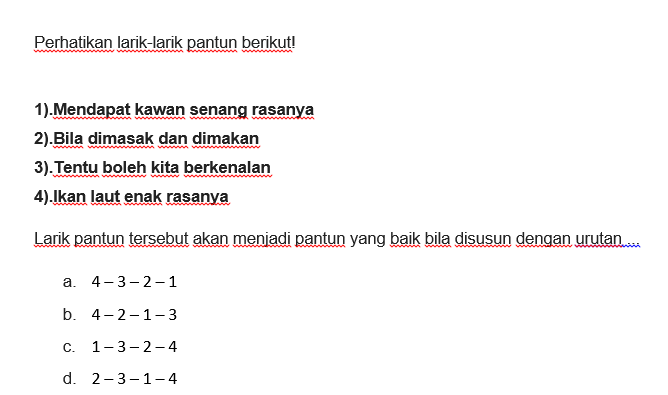 Perhatikan larik-larik pantun berikut!
1).Mendapat kawan senang rasanya
2).Bila dimasak dan dimakan
3).Tentu boleh kita berkenalan
4).Ikan laut enak rasanya
Larik pantun tersebut akan menjadi pantun yang baik bila disusun dengan urutan....
a. 4 – 3 – 2 – 1
b. 4 – 2 – 1 – 3
c. 1 – 3 – 2 – 4
d. 2 – 3 – 1 – 4